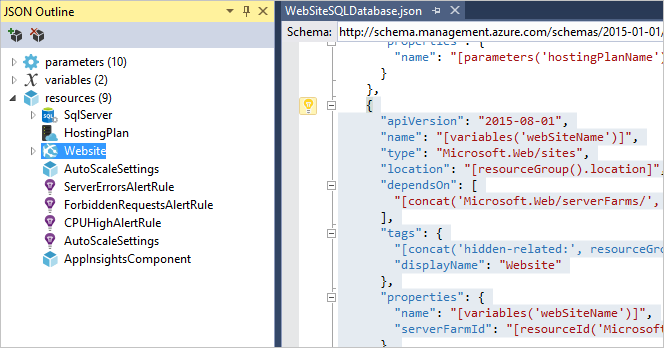 JSON Outline
parameters (10)
variables (2)
resources (9)
SQL
SqlServer
HostingPlan
Website
AutoScaleSettings
ServerErrorsAlertRule
ForbiddenRequestsAlertRule
CPUHighAlertRule
AutoScaleSettings
AppInsightsComponent
WebSiteSQLDatabase.json
Schema: http://schema.management.azure.com/schemas/2015-01-01/
"properties": {
"name": "[parameters('hostingPlanName')
}
},
{
"apiVersion": "2015-08-01",
"name": "[variables('webSiteName')]",
"type": "Microsoft.Web/sites",
"location": "[resourceGroup().location]",
"dependsOn": [
"[concat('Microsoft.Web/serverFarms/',
],
"tags": {
"[concat('hidden-related:', resourceGro
"displayName": "Website"
},
"properties": {
"name": "[variables('webSiteName')]",
"serverFarmId": "[resourceId('Microsoft
}